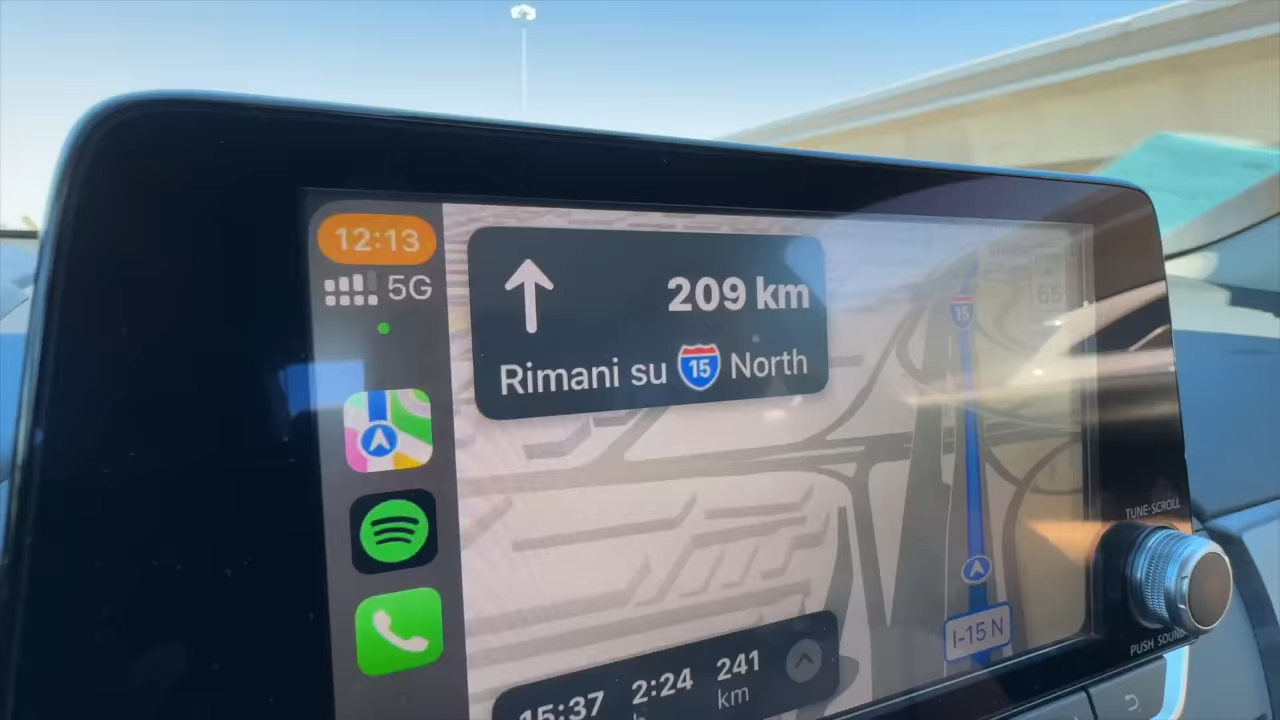 12:13
5G
209 km
Rimani su 15 North
15
65
I-15 N
15:37 2:24 241
h km
TUNE-SCROLL
PUSH SOUND